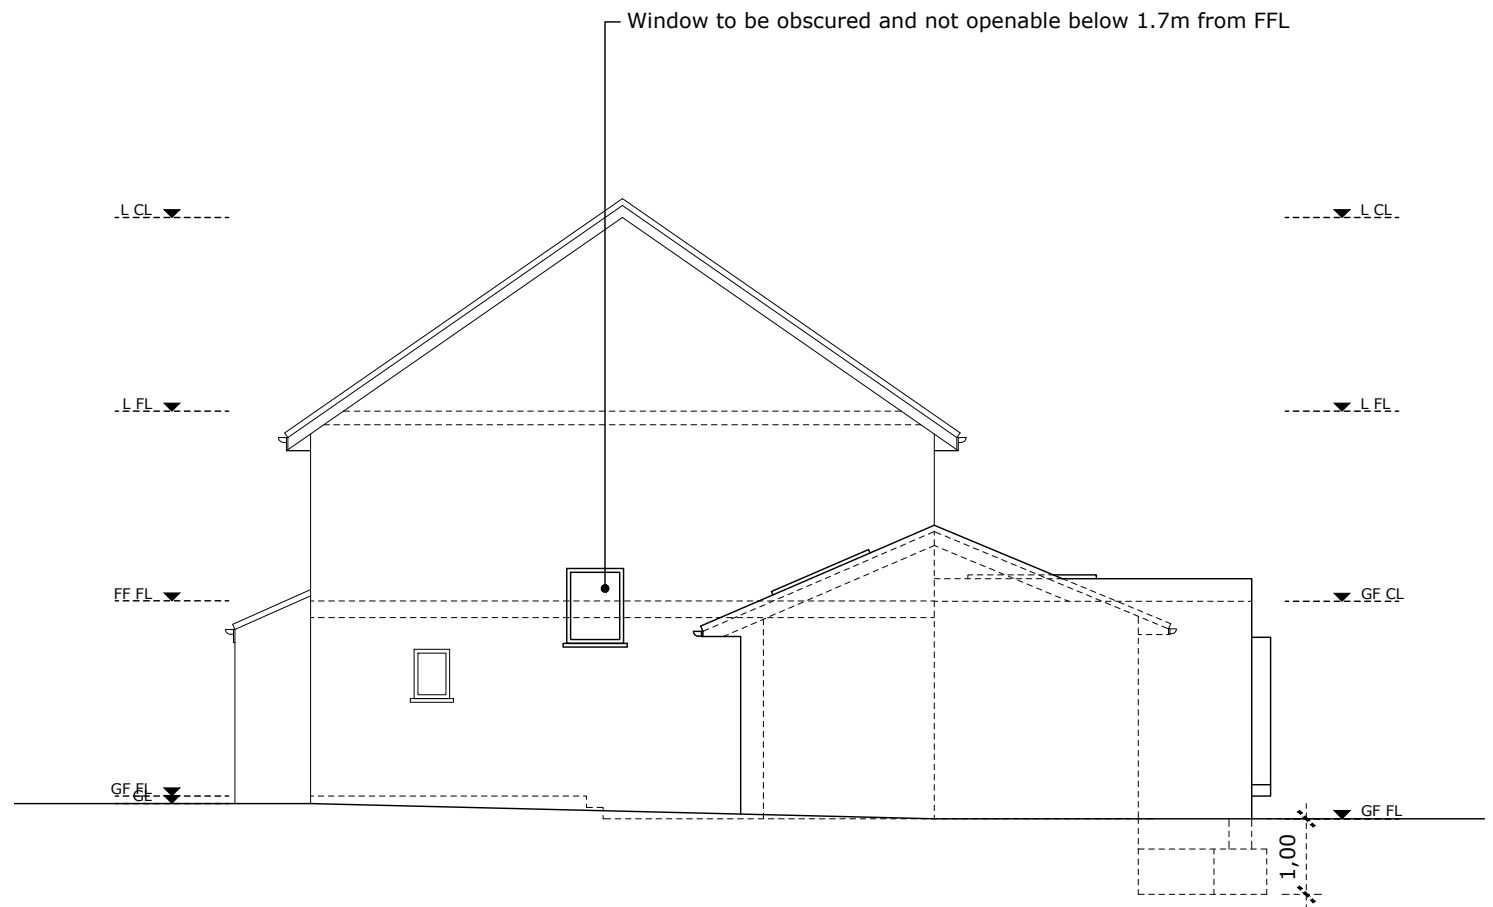 Window to be obscured and not openable below 1.7m from FFL
L CL
L CL
L FL
L FL
FF FL
GF CL
GF FL
GL
GF FL
1,00